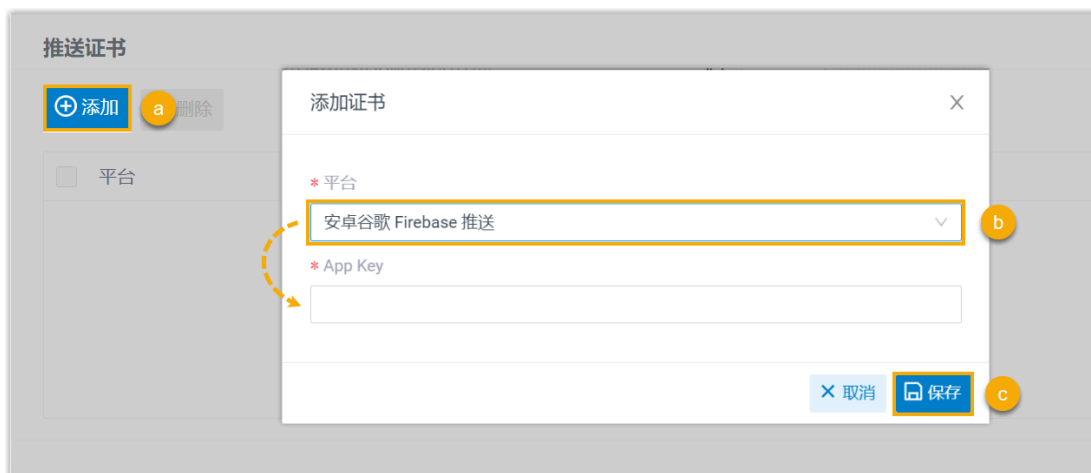 推送证书
添加
a
删除
平台
添加证书
* 平台
安卓谷歌 Firebase 推送
b
* App Key
取消
保存
c